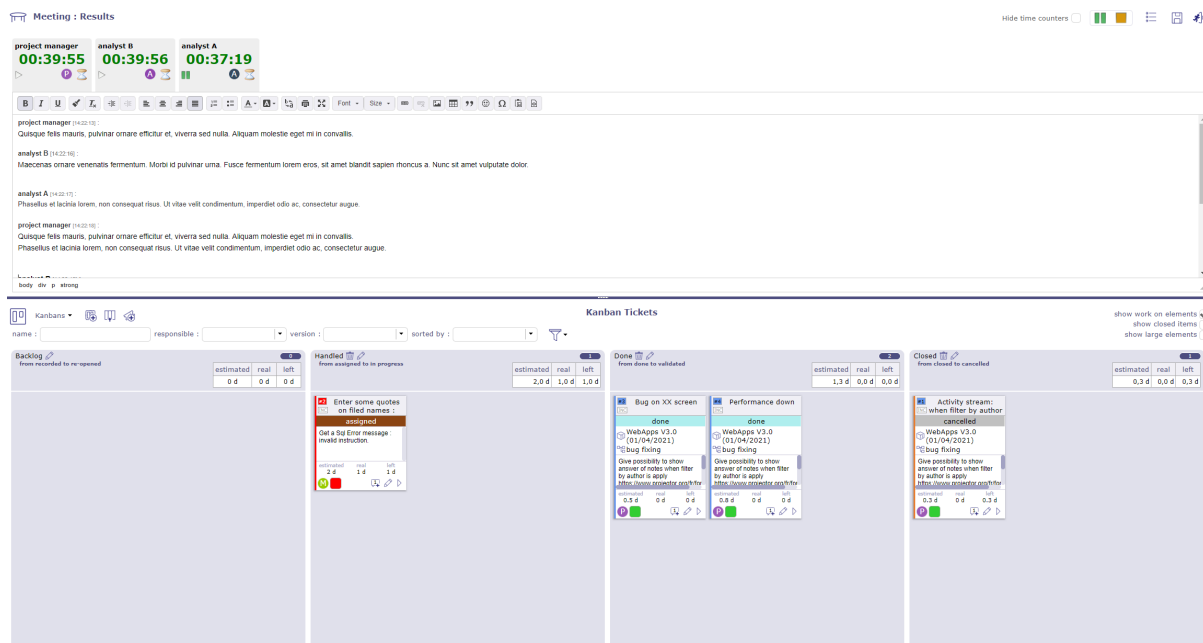 Meeting : Results
Hide time counters
project manager
00:39:55
P
analyst B
00:39:56
A
analyst A
00:37:19
A
B I U Font Size
project manager [14:22:13] :
Quisque felis mauris, pulvinar ornare efficitur et, viverra sed nulla. Aliquam molestie eget mi in convallis.
analyst B [14:22:16] :
Maecenas ornare venenatis fermentum. Morbi id pulvinar urna. Fusce fermentum lorem eros, sit amet blandit sapien rhoncus a. Nunc sit amet vulputate dolor.
analyst A [14:22:17] :
Phasellus et lacinia lorem, non consequat risus. Ut vitae velit condimentum, imperdiet odio ac, consectetur augue.
project manager [14:22:18] :
Quisque felis mauris, pulvinar ornare efficitur et, viverra sed nulla. Aliquam molestie eget mi in convallis.
Phasellus et lacinia lorem, non consequat risus. Ut vitae velit condimentum, imperdiet odio ac, consectetur augue.
body div p strong
Kanbans
Kanban Tickets
show work on elements
show closed items
show large elements
name :
responsible :
version :
sorted by :
Backlog
from recorded to re-opened
0
estimated real left
0 d 0 d 0 d
Handled
from assigned to in progress
1
estimated real left
2,0 d 1,0 d 1,0 d
Done
from done to validated
2
estimated real left
1,3 d 0,0 d 0,0 d
Closed
from closed to cancelled
1
estimated real left
0,3 d 0,0 d 0,3 d
Enter some quotes
on filed names :
assigned
Get a Sql Error message :
invalid instruction.
estimated real left
2 d 1 d 1 d
M
Bug on XX screen
done
WebApps V3.0
(01/04/2021)
bug fixing
Give possibility to show
answer of notes when filter
by author is apply
estimated real left
0.5 d 0 d 0 d
P
Performance down
done
WebApps V3.0
(01/04/2021)
bug fixing
Give possibility to show
answer of notes when filter
by author is apply
estimated real left
0.8 d 0 d 0 d
P
#1
Activity stream:
when filter by author
cancelled
WebApps V3.0
(01/04/2021)
bug fixing
Give possibility to show
answer of notes when filter
by author is apply
estimated real left
0.3 d 0 d 0.3 d
P